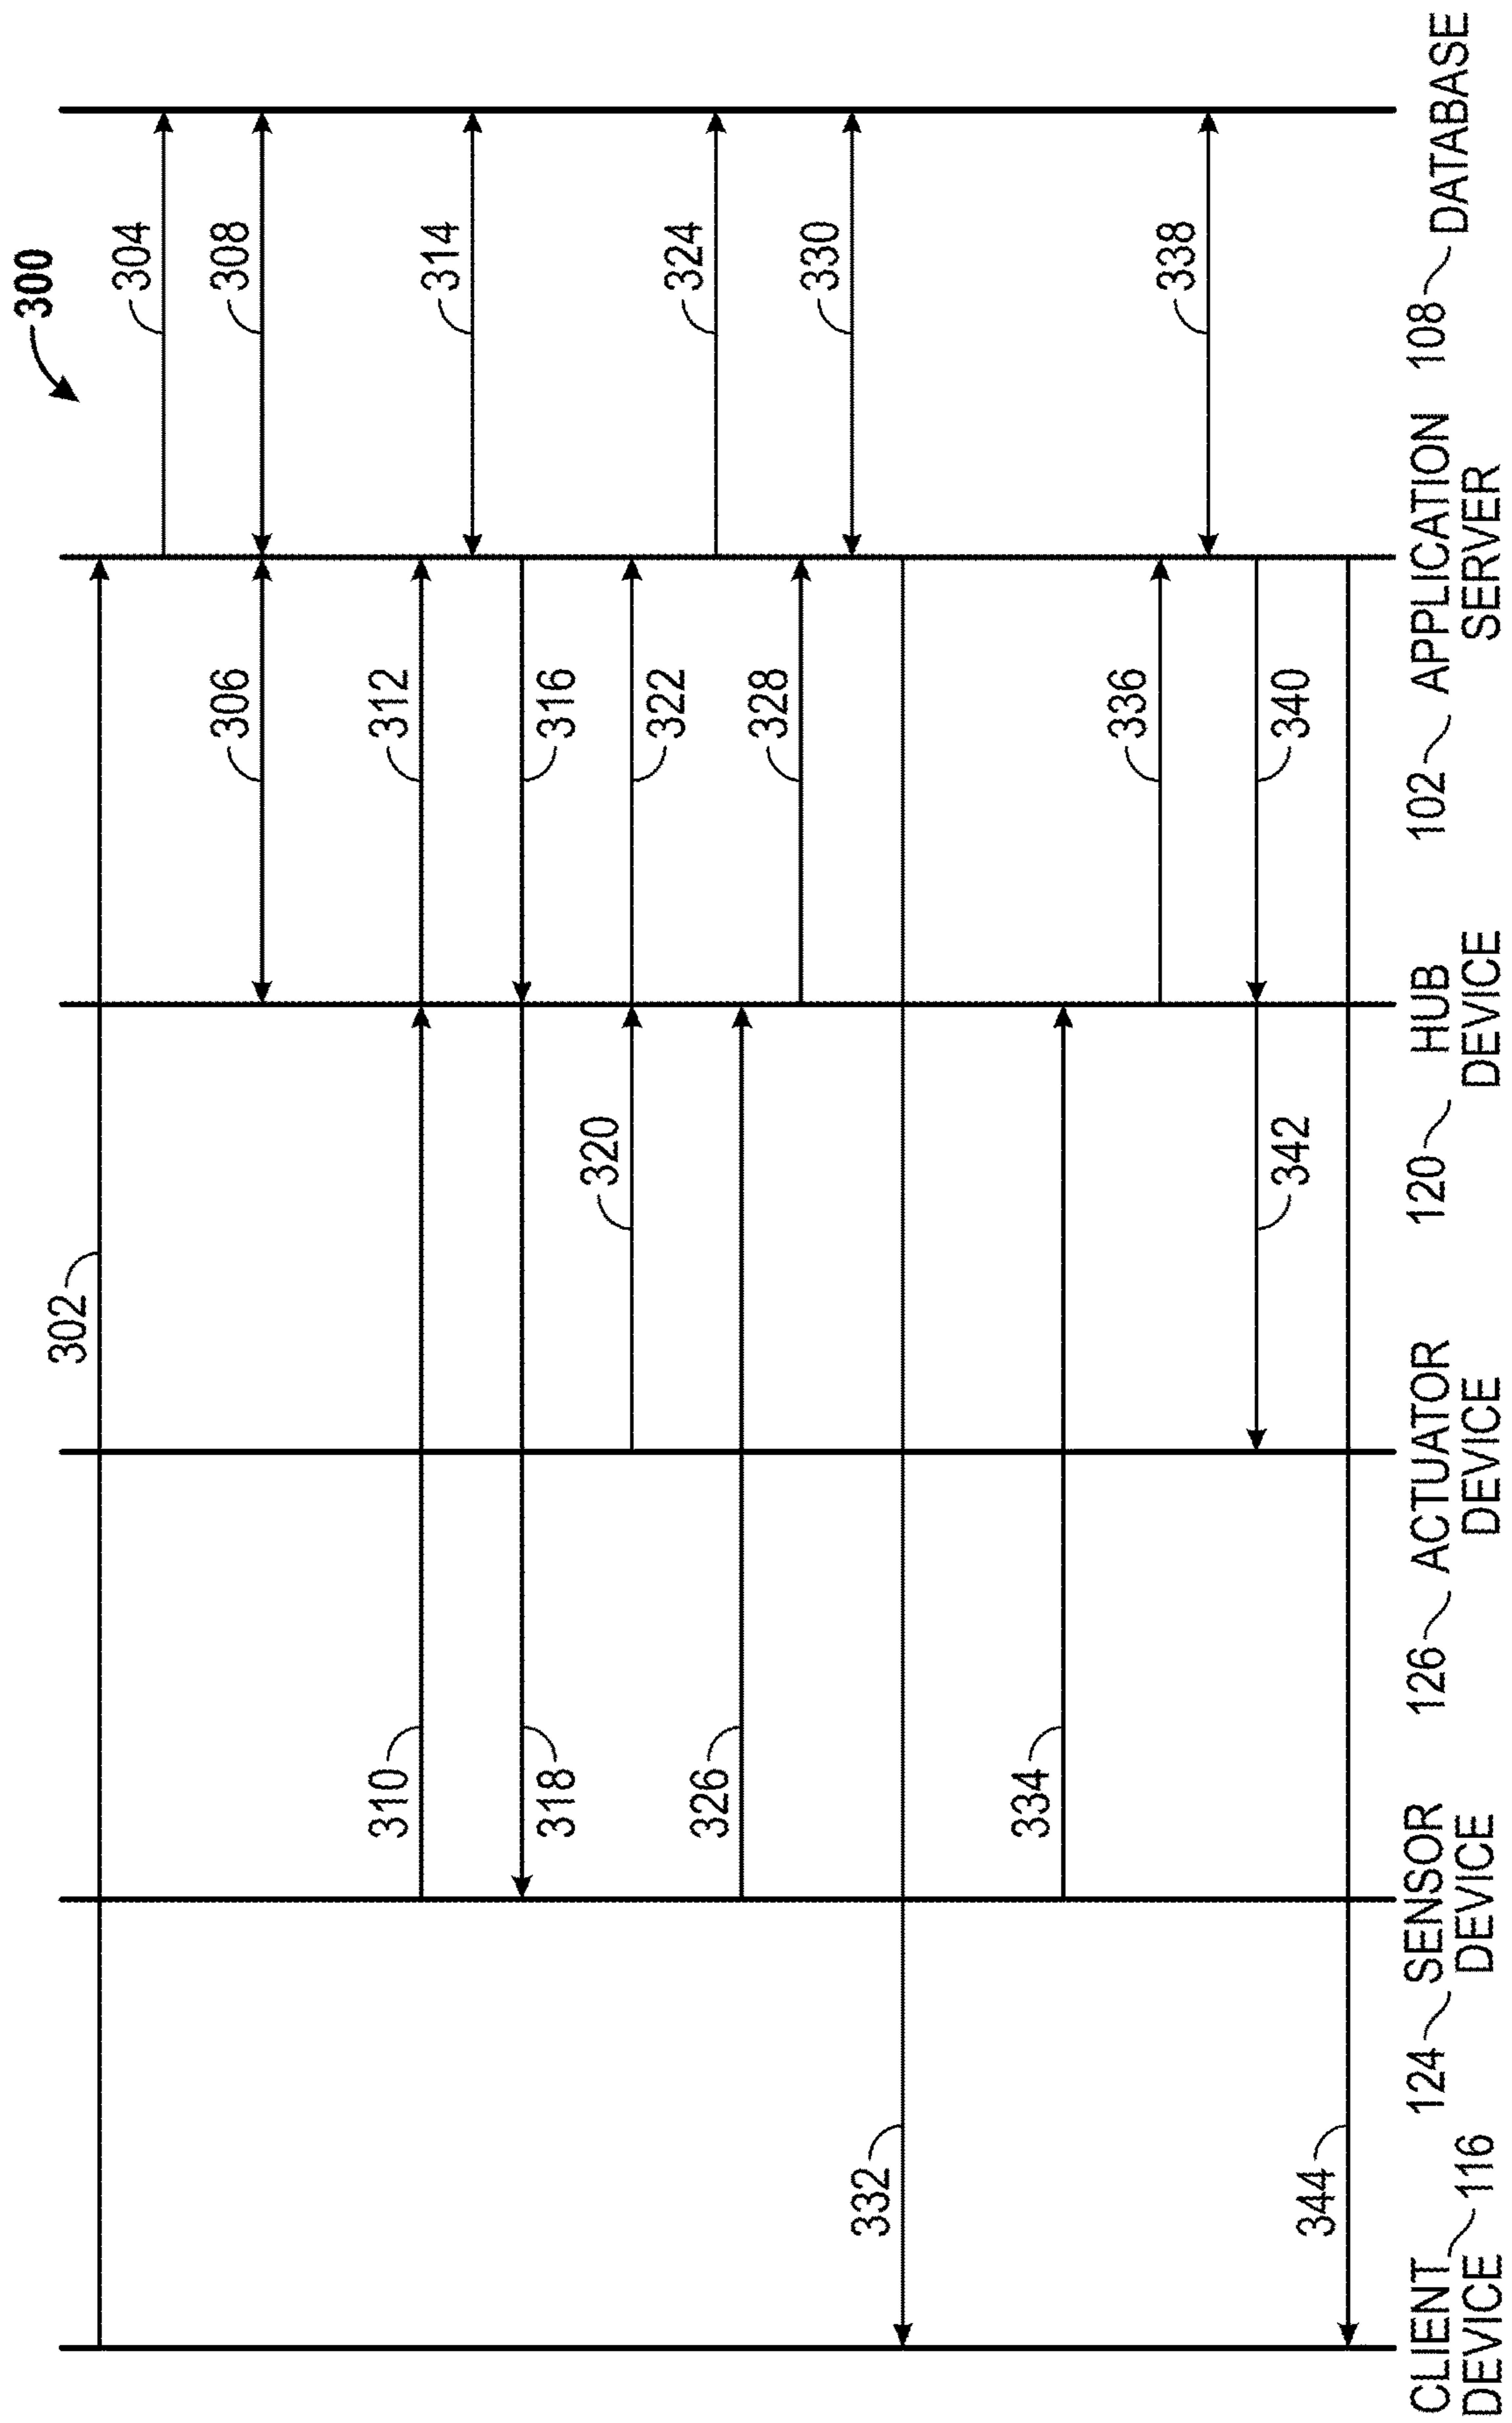 300
302
304
306
308
310
312
314
316
318
320
322
324
326
328
330
332
334
336
338
340
342
344
CLIENT
DEVICE 116
124 SENSOR
DEVICE
126 ACTUATOR
DEVICE
120 HUB
DEVICE
102 APPLICATION
SERVER
108 DATABASE